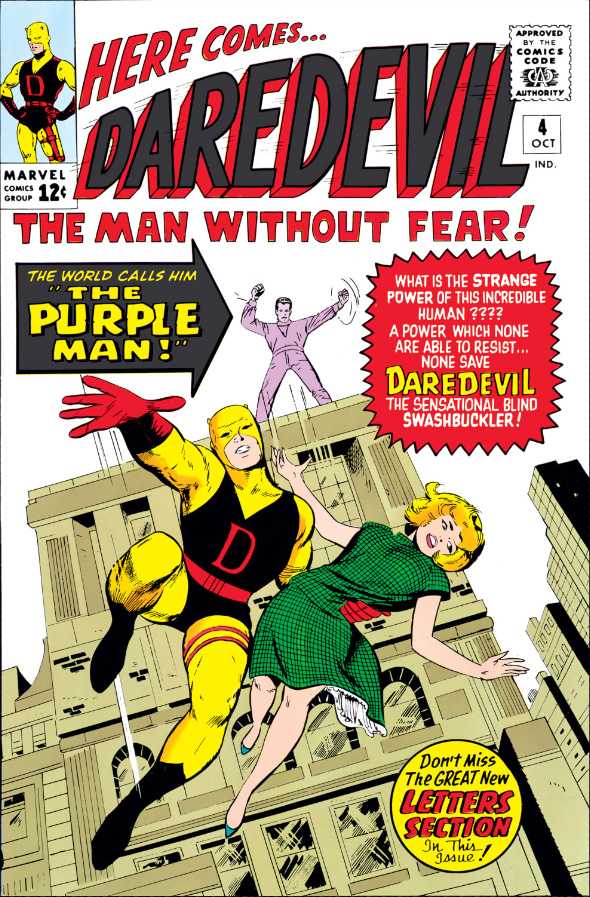 HERE COMES...
DAREDEVIL
APPROVED
BY THE
COMICS
CODE
CA
AUTHORITY
D
MARVEL
COMICS
GROUP 12¢
4
OCT
IND.
THE MAN WITHOUT FEAR!
THE WORLD CALLS HIM
"THE
PURPLE
MAN!"
WHAT IS THE STRANGE
POWER OF THIS INCREDIBLE
HUMAN ????
A POWER WHICH NONE
ARE ABLE TO RESIST...
NONE SAVE
DAREDEVIL
THE SENSATIONAL BLIND
SWASHBUCKLER!
D
Don't Miss
The GREAT New
LETTERS
SECTION
In This
Issue!